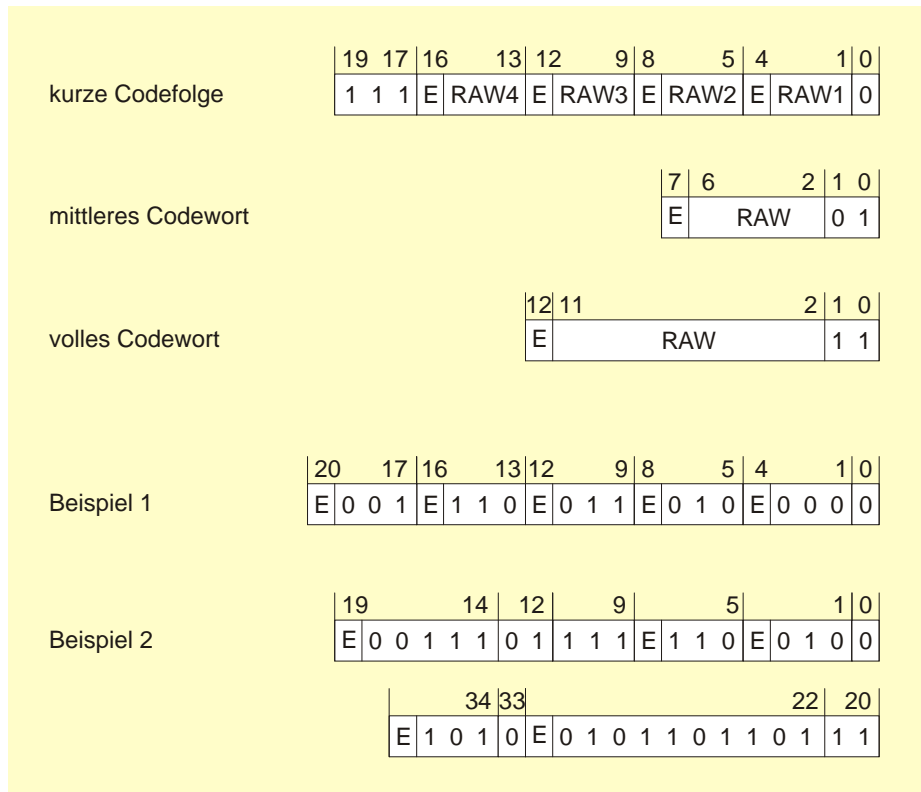 19 17 16 13 12 9 8 5 4 1 0
kurze Codefolge 1 1 1 E RAW4 E RAW3 E RAW2 E RAW1 0
7 6 2 1 0
mittleres Codewort E RAW 0 1
12 11 2 1 0
volles Codewort E RAW 1 1
20 17 16 13 12 9 8 5 4 1 0
Beispiel 1 E 0 0 1 E 1 1 0 E 0 1 1 E 0 1 0 E 0 0 0 0
19 14 12 9 5 1 0
Beispiel 2 E 0 0 1 1 1 0 1 1 1 1 E 1 1 0 E 0 1 0 0
34 33 22 20
E 1 0 1 0 E 0 1 0 1 1 0 1 1 0 1 1 1